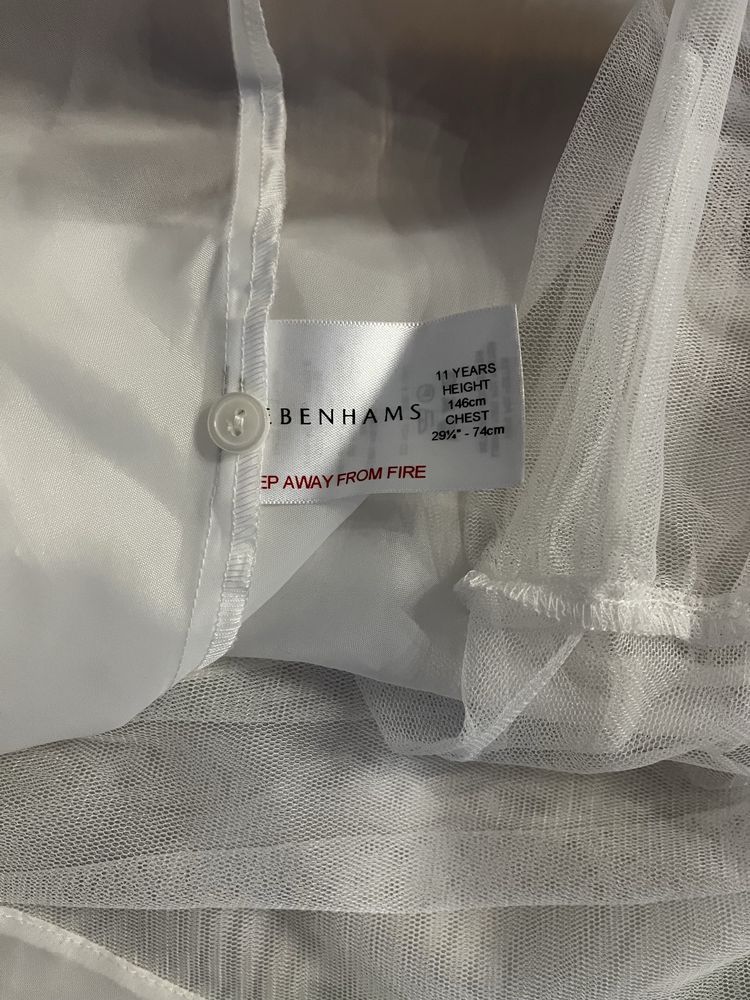 EBENHAMS
11 YEARS
HEIGHT
146cm
CHEST
29¼" - 74cm
EP AWAY FROM FIRE